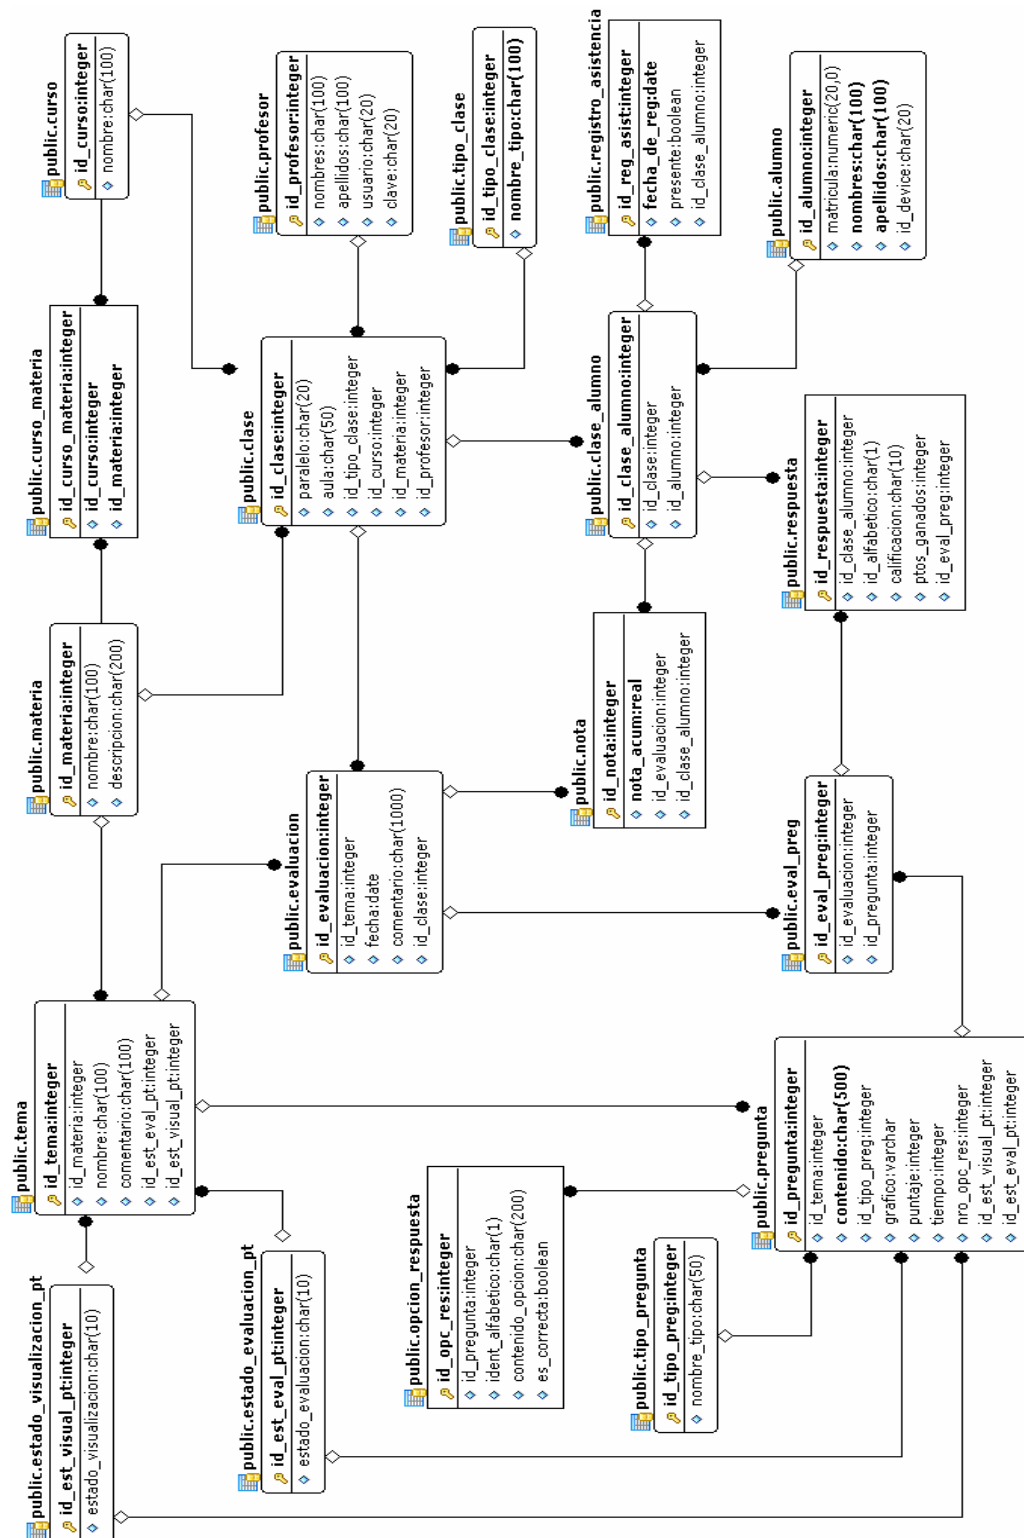 public.estado_visualizacion_pt
id_est_visual_pt:integer
estado_visualizacion:char(10)
public.tema
id_tema:integer
id_materia:integer
nombre:char(100)
comentario:char(100)
id_est_eval_pt:integer
id_est_visual_pt:integer
public.materia
id_materia:integer
nombre:char(100)
descripcion:char(200)
public.curso_materia
id_curso_materia:integer
id_curso:integer
id_materia:integer
public.curso
id_curso:integer
nombre:char(100)
public.estado_evaluacion_pt
id_est_eval_pt:integer
estado_evaluacion:char(10)
public.evaluacion
id_evaluacion:integer
id_tema:integer
fecha:date
comentario:char(1000)
id_clase:integer
public.clase
id_clase:integer
paralelo:char(20)
aula:char(50)
id_tipo_clase:integer
id_curso:integer
id_materia:integer
id_profesor:integer
public.profesor
id_profesor:integer
nombres:char(100)
apellidos:char(100)
usuario:char(20)
clave:char(20)
public.opcion_respuesta
id_opc_res:integer
id_pregunta:integer
ident_alfabetico:char(1)
contenido_opcion:char(200)
es_correcta:boolean
public.tipo_clase
id_tipo_clase:integer
nombre_tipo:char(100)
public.tipo_pregunta
id_tipo_preg:integer
nombre_tipo:char(50)
public.nota
id_nota:integer
nota_acum:real
id_evaluacion:integer
id_clase_alumno:integer
public.clase_alumno
id_clase_alumno:integer
id_clase:integer
id_alumno:integer
public.registro_asistencia
id_reg_asist:integer
fecha_de_reg:date
presente:boolean
id_clase_alumno:integer
public.pregunta
id_pregunta:integer
id_tema:integer
contenido:char(500)
id_tipo_preg:integer
grafico:varchar
puntaje:integer
tiempo:integer
nro_opc_res:integer
id_est_visual_pt:integer
id_est_eval_pt:integer
public.eval_preg
id_eval_preg:integer
id_evaluacion:integer
id_pregunta:integer
public.respuesta
id_respuesta:integer
id_clase_alumno:integer
id_alfabetico:char(1)
calificacion:char(10)
ptos_ganados:integer
id_eval_preg:integer
public.alumno
id_alumno:integer
matricula:numeric(20,0)
nombres:char(100)
apellidos:char(100)
id_device:char(20)